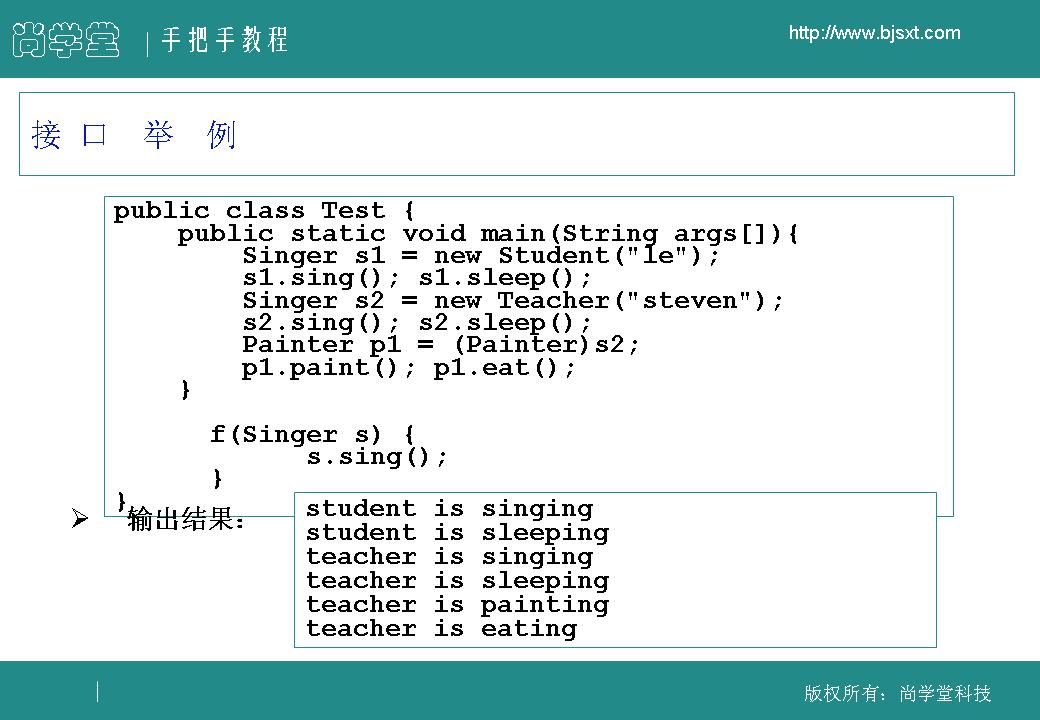 尚学堂 | 手把手教程
http://www.bjsxt.com
接 口 举 例
public class Test {
    public static void main(String args[]){
        Singer s1 = new Student("le");
        s1.sing(); s1.sleep();
        Singer s2 = new Teacher("steven");
        s2.sing(); s2.sleep();
        Painter p1 = (Painter)s2;
        p1.paint(); p1.eat();
    }
      f(Singer s) {
            s.sing();
      }
}
➢ 输出结果：
student is singing
student is sleeping
teacher is singing
teacher is sleeping
teacher is painting
teacher is eating
版权所有：尚学堂科技